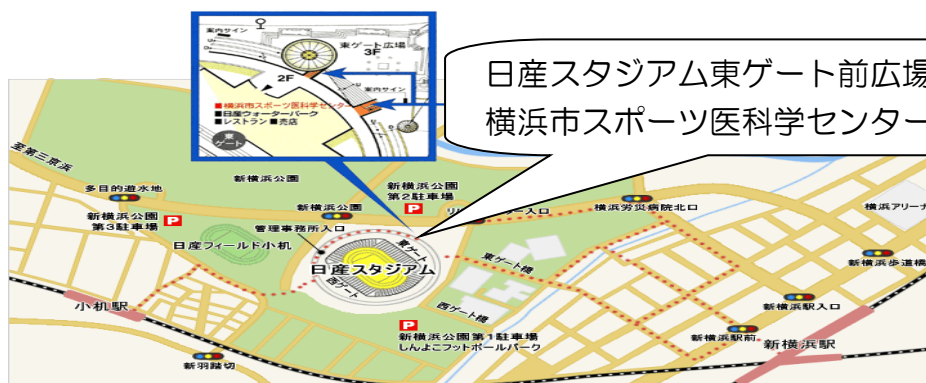 案内サイン
東ゲート広場
3F
2F
案内サイン
■横浜市スポーツ医科学センター
■日産ウォーターパーク
■レストラン■売店
東
ゲート
日産スタジアム東ゲート前広場
横浜市スポーツ医科学センター
至第三京浜
多目的遊水地
新横浜公園
新横浜公園
第3駐車場
P
日産フィールド小机
新横浜公園
管理事務所入口
新横浜公園
第2駐車場
P
入口
横浜労災病院北口
横浜アリーナ
新横浜歩道橋
日産スタジアム
東ゲート
西ゲート
東ゲート橋
西ゲート橋
小机駅
P
新横浜公園第1駐車場
しんよこフットボールパーク
新羽踏切
新横浜駅入口
新横浜駅前
新横浜駅